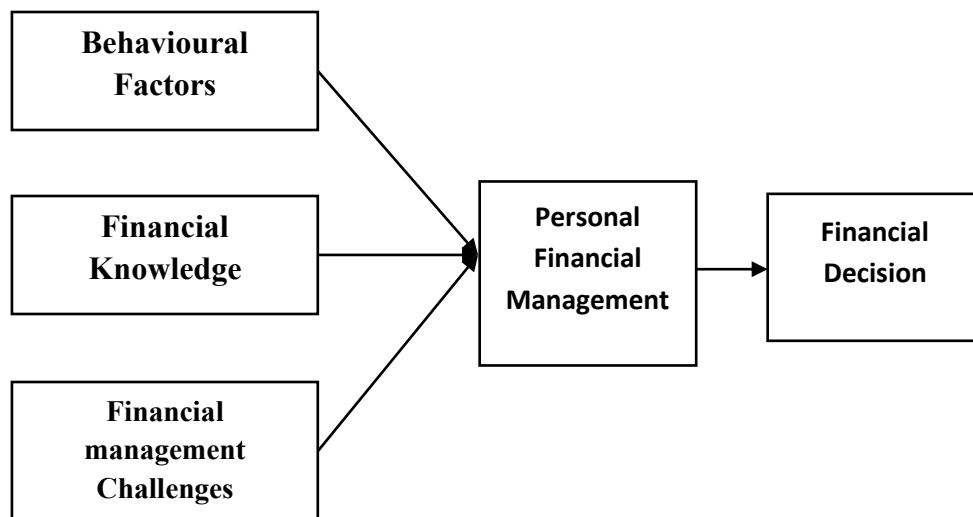 Behavioural
Factors
Financial
Knowledge
Financial
management
Challenges
Personal
Financial
Management
Financial
Decision